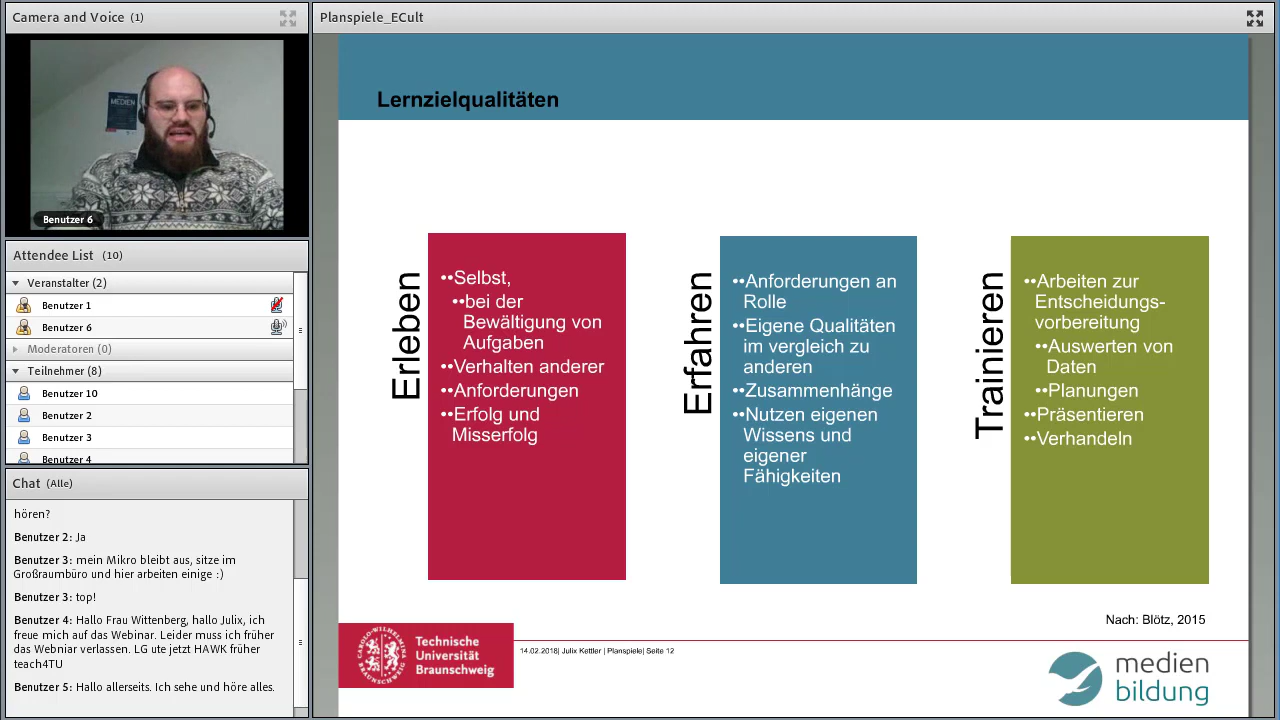 Camera and Voice (1)
MEDIEN
Benutzer 6
Attendee List (10)
Veranstalter (2)
Benutzer 1
Benutzer 6
Moderatoren (0)
Teilnehmer (8)
Benutzer 10
Benutzer 2
Benutzer 3
Benutzer 4
Chat (Alle)
hören?
Benutzer 2: Ja
Benutzer 3: mein Mikro bleibt aus, sitze im
Großraumbüro und hier arbeiten einige :)
Benutzer 3: top!
Benutzer 4: Hallo Frau Wittenberg, hallo Julix, ich
freue mich auf das Webinar. Leider muss ich früher
das Webniar verlassen. LG ute jetzt HAWK früher
teach4TU
Benutzer 5: Hallo allerseits. Ich sehe und höre alles.
Planspiele_ECult
Lernzielqualitäten
Erleben
••Selbst,
••bei der
Bewältigung von
Aufgaben
••Verhalten anderer
••Anforderungen
••Erfolg und
Misserfolg
Erfahren
••Anforderungen an
Rolle
••Eigene Qualitäten
im vergleich zu
anderen
••Zusammenhänge
••Nutzen eigenen
Wissens und
eigener
Fähigkeiten
Trainieren
••Arbeiten zur
Entscheidungs-
vorbereitung
••Auswerten von
Daten
••Planungen
••Präsentieren
••Verhandeln
Nach: Blötz, 2015
Technische
Universität
Braunschweig
14.02.2018| Julix Kettler | Planspiele| Seite 12
medien
bildung